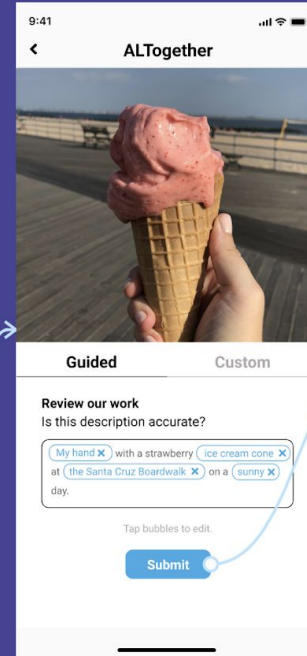 9:41
ALTogether
Guided Custom
Review our work
Is this description accurate?
My hand X with a strawberry ice cream cone X
at the Santa Cruz Boardwalk X on a sunny X
day.
Tap bubbles to edit.
Submit